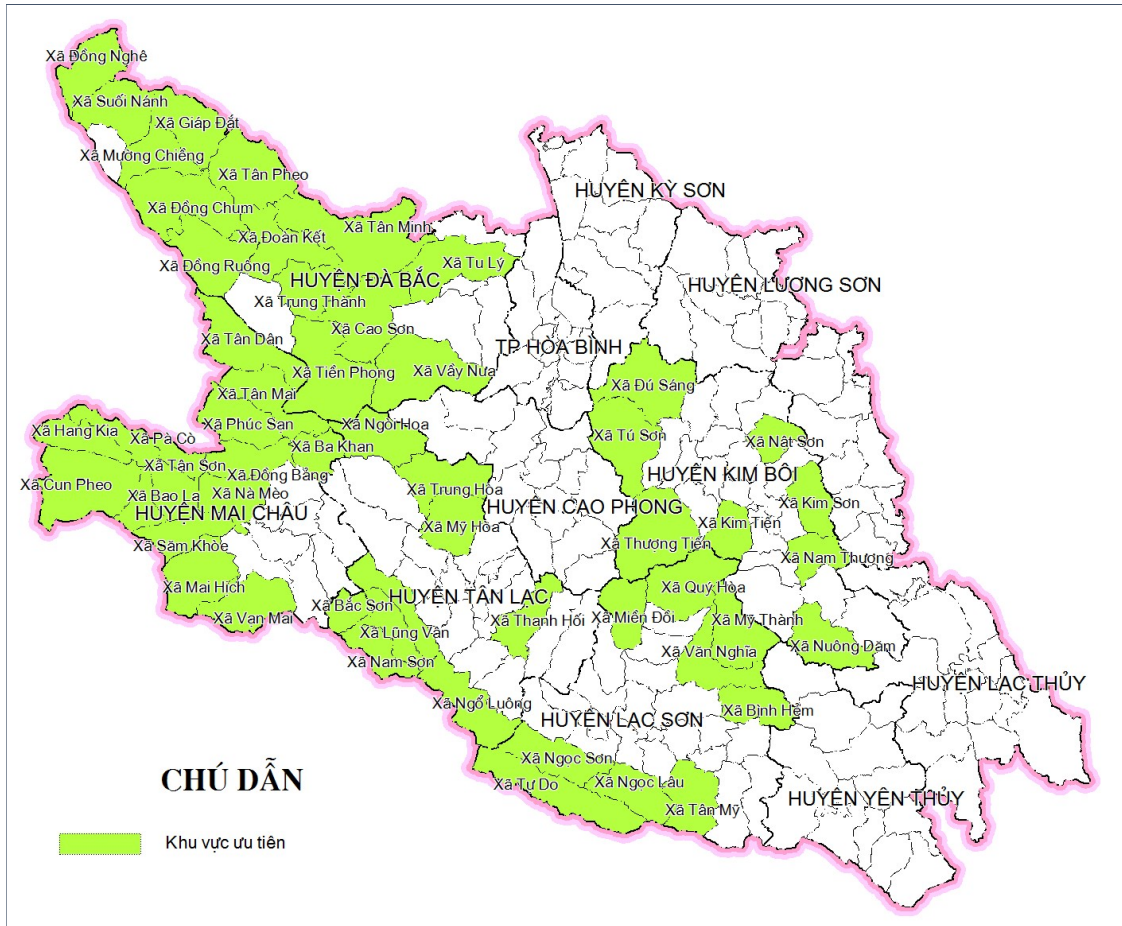 Xã Đồng Nghê
Xã Suối Nánh
Xã Giáp Đắt
Xã Mường Chiềng
Xã Tân Pheo
HUYỆN KỲ SƠN
Xã Đồng Chum
Xã Tân Minh
Xã Đoàn Kết
Xã Tu Lý
Xã Đồng Ruộng
HUYỆN ĐÀ BẮC
HUYỆN LƯƠNG SƠN
Xã Trung Thành
Xã Cao Sơn
Xã Tân Dân
TP HÒA BÌNH
Xã Tiền Phong
Xã Vầy Nưa
Xã Đú Sáng
Xã Tân Mai
Xã Phúc Sạn
Xã Ngòi Hoa
Xã Hang Kia
Xã Pà Cò
Xã Ba Khan
Xã Tú Sơn
Xã Nật Sơn
Xã Tân Sơn
Xã Đồng Bảng
HUYỆN KIM BÔI
Xã Cun Pheo
Xã Bao La
Xã Nà Mèo
Xã Trung Hòa
Xã Kim Sơn
HUYỆN MAI CHÂU
HUYỆN CAO PHONG
Xã Mỹ Hòa
Xã Kim Tiến
Xã Săm Khòe
Xã Thượng Tiến
Xã Nam Thượng
Xã Mai Hịch
Xã Quý Hòa
HUYỆN TÂN LẠC
Xã Bắc Sơn
Xã Vạn Mai
Xã Thanh Hối
Xã Miền Đồi
Xã Mỹ Thành
Xã Lũng Vân
Xã Nuông Dăm
Xã Văn Nghĩa
Xã Nam Sơn
HUYỆN LẠC THỦY
Xã Ngổ Luông
Xã Bình Hẻm
HUYỆN LẠC SƠN
Xã Ngọc Sơn
CHÚ DẪN
Xã Tự Do
Xã Ngọc Lâu
HUYỆN YÊN THỦY
Xã Tân Mỹ
Khu vực ưu tiên